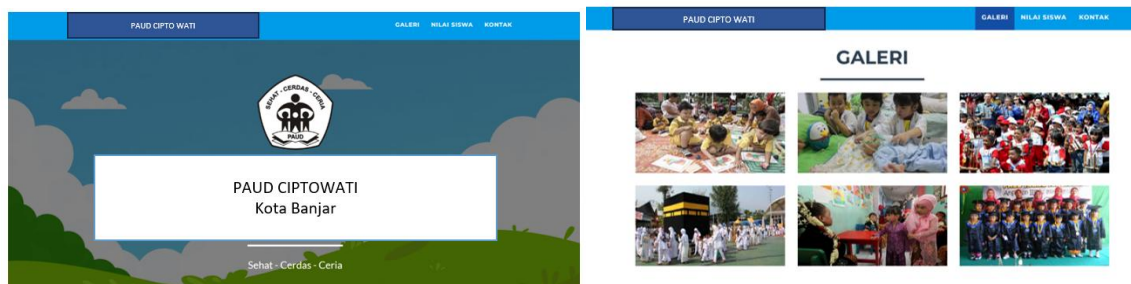 PAUD CIPTO WATI
GALERI NILAI SISWA KONTAK
SEHAT - CERDAS - CERIA
PAUD
PAUD CIPTOWATI
Kota Banjar
Sehat - Cerdas - Ceria
PAUD CIPTO WATI
GALERI NILAI SISWA KONTAK
GALERI